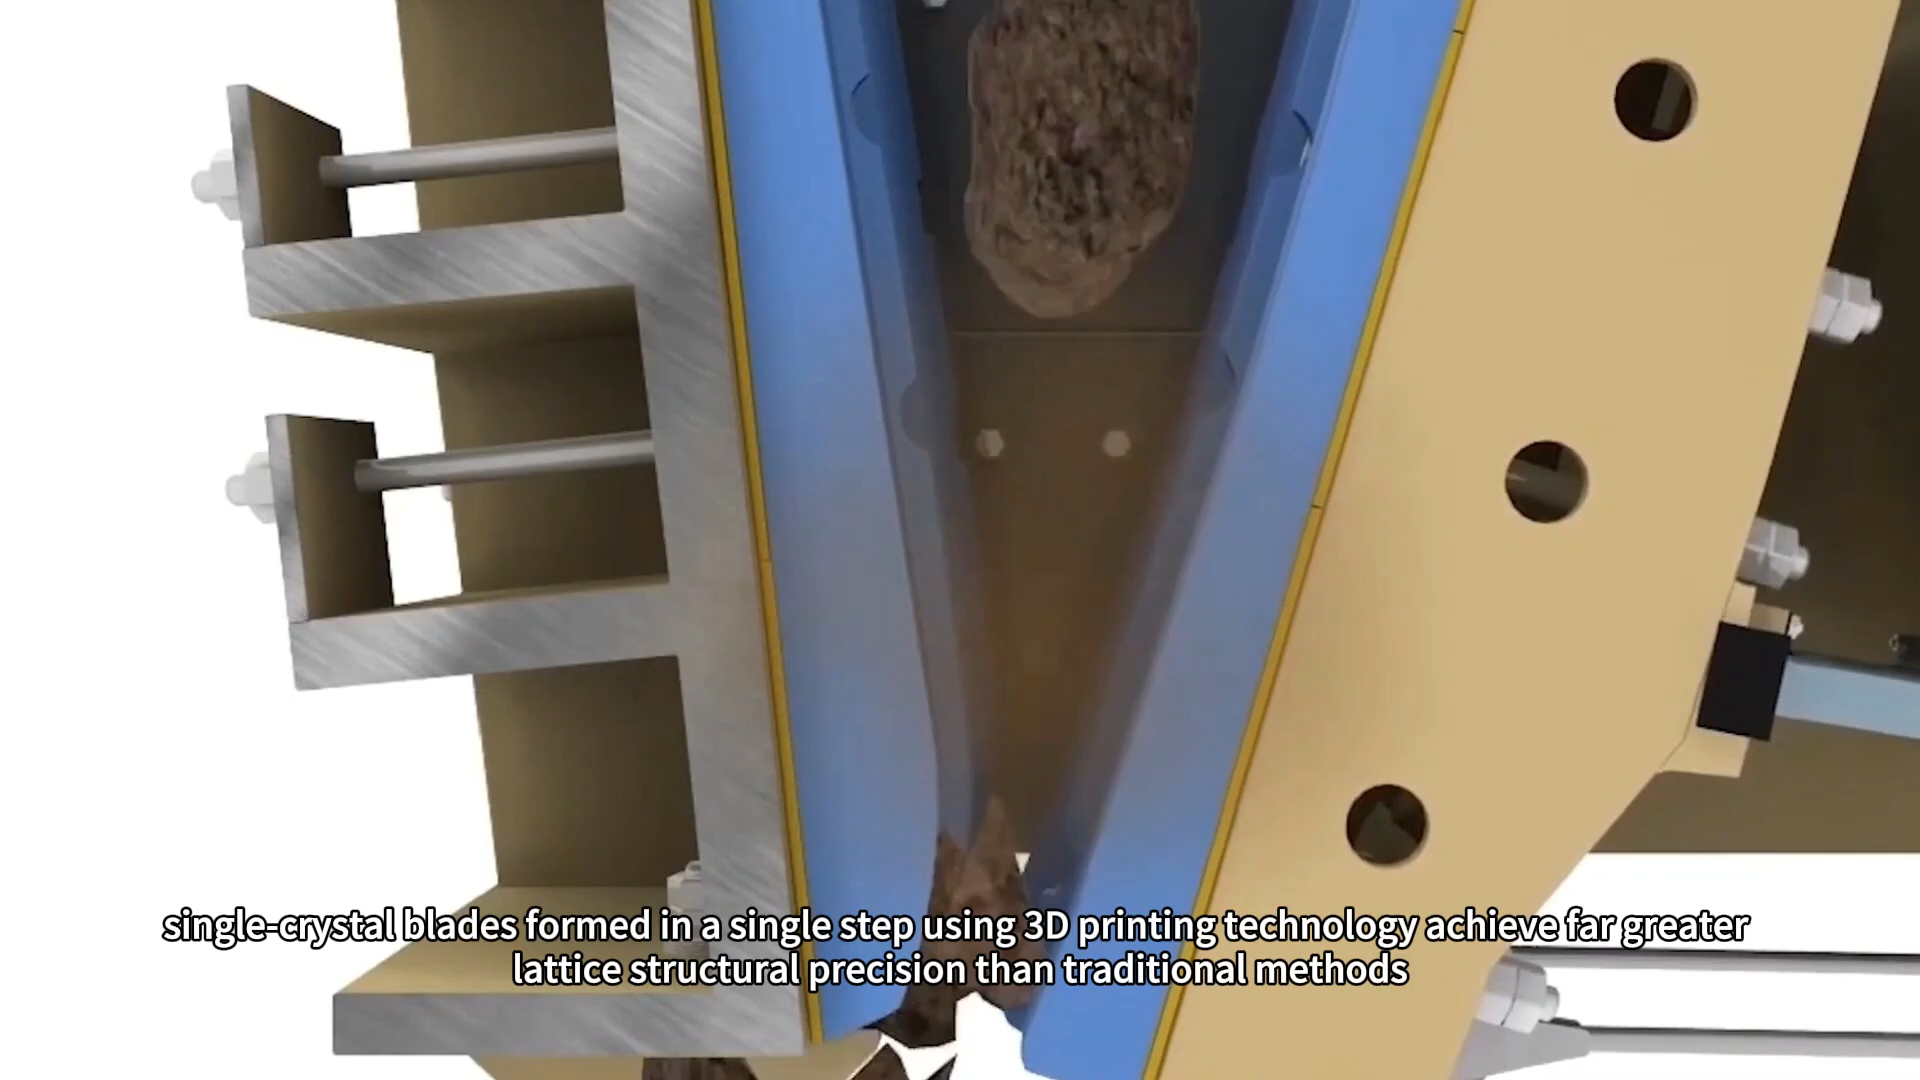 single-crystal blades formed in a single step using 3D printing technology achieve far greater
lattice structural precision than traditional methods